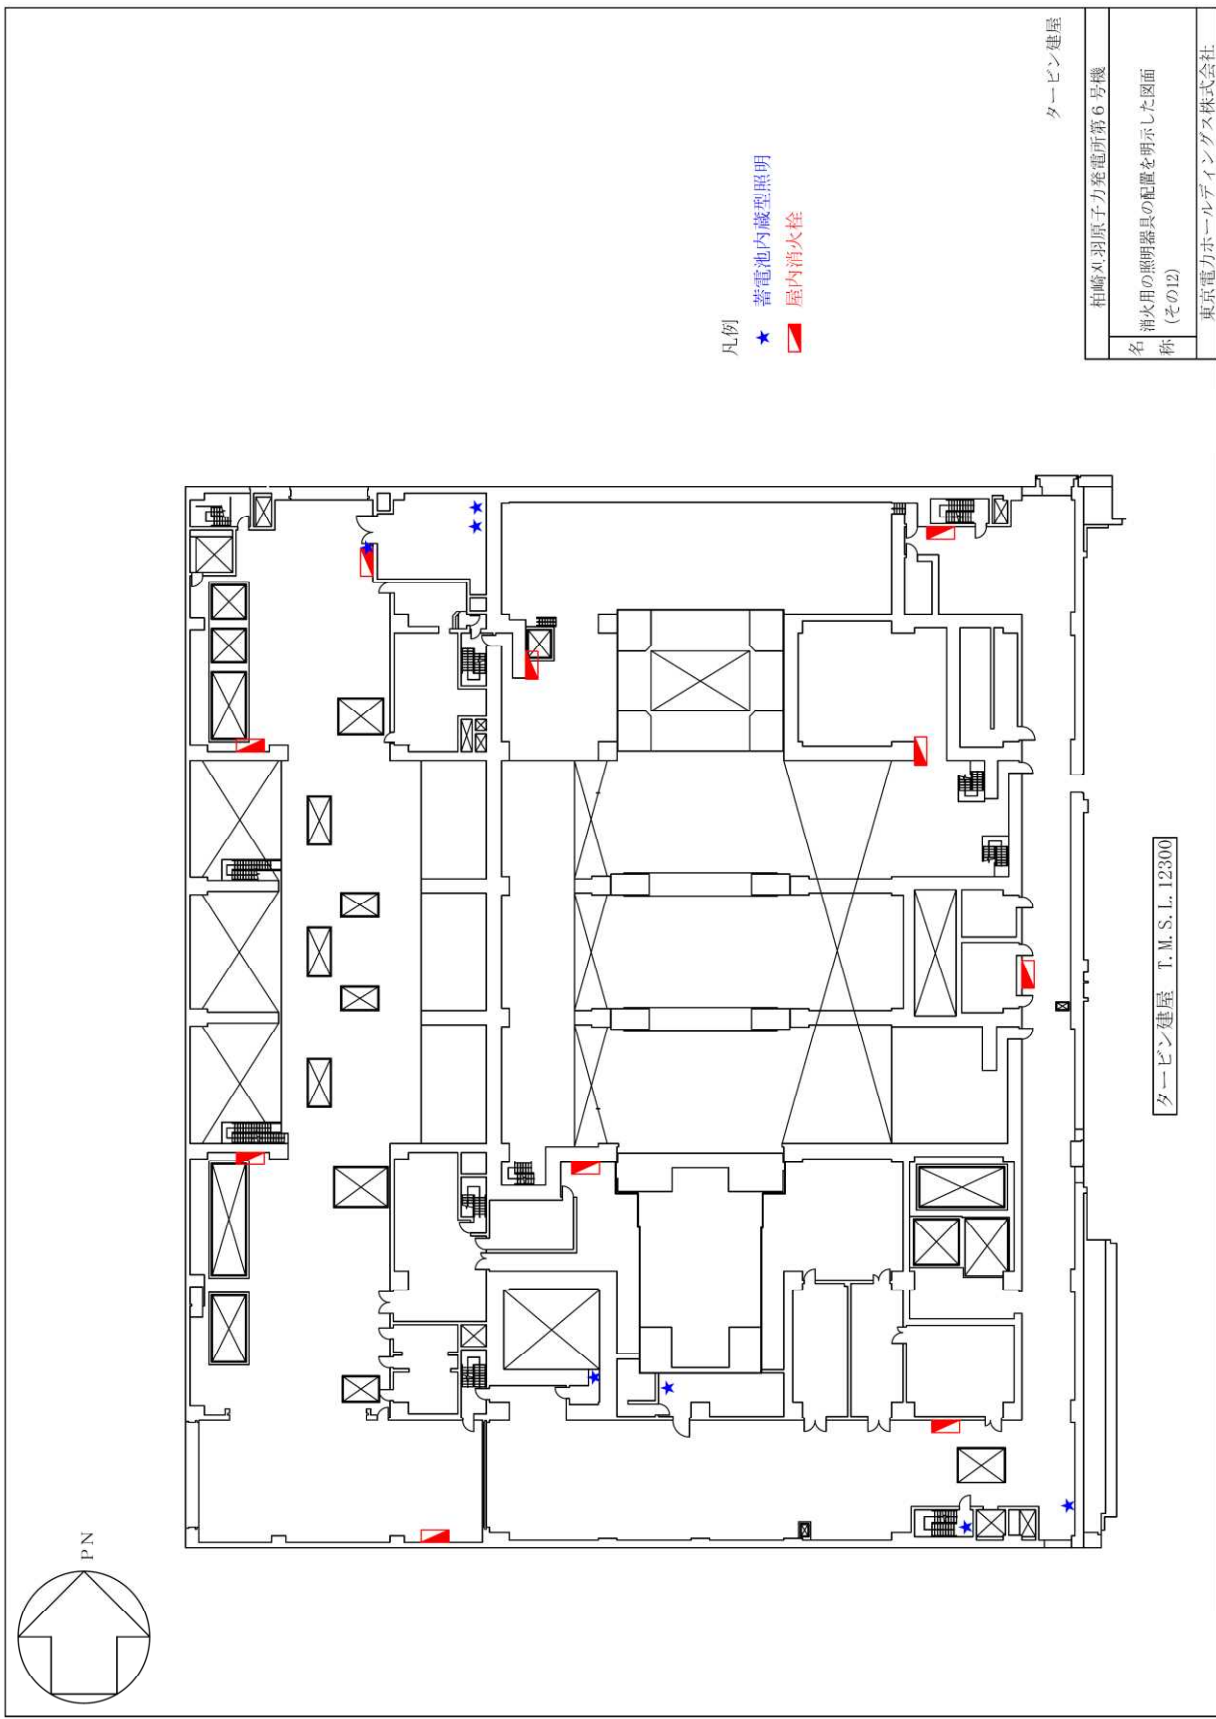 タービン建屋
柏崎刈羽原子力発電所第６号機
名称
消火用の照明器具の配置を明示した図面
(その12)
東京電力ホールディングス株式会社
凡例
★ 蓄電池内蔵型照明
屋内消火栓
タービン建屋 T.M.S.L.12300
PN